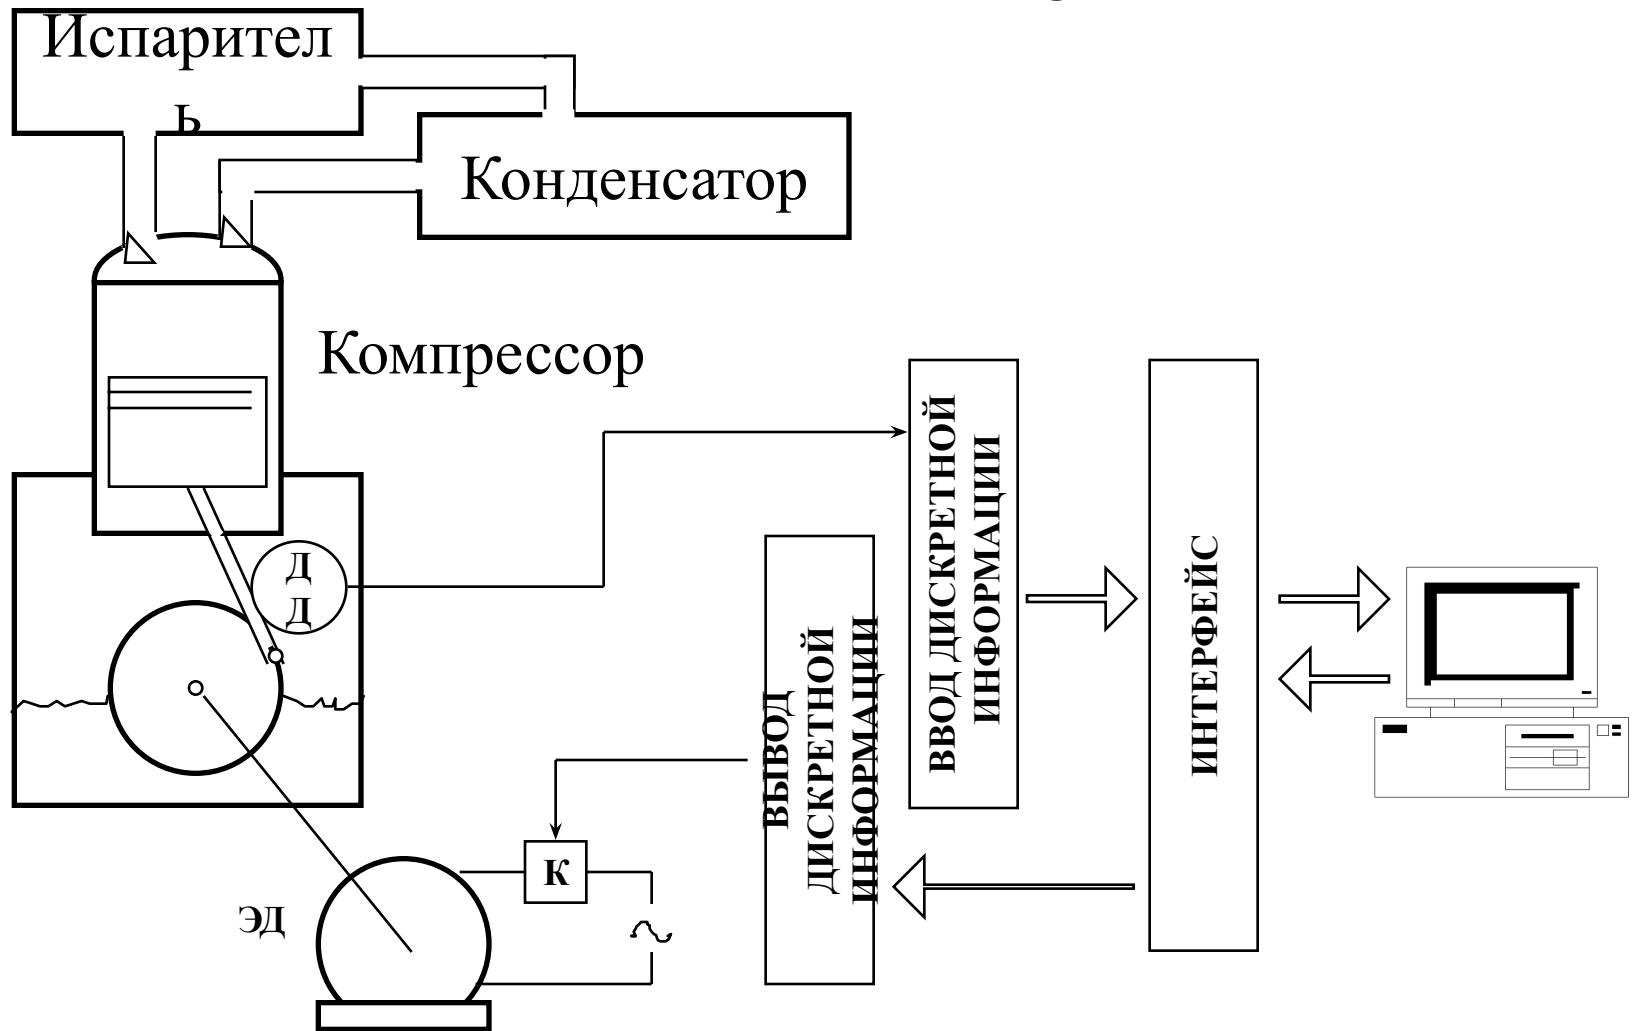 Испарител
ь
Конденсатор
Компрессор
Д
Д
ВВОД ДИСКРЕТНОЙ
ИНФОРМАЦИИ
ВЫВОД
ДИСКРЕТНОЙ
ИНФОРМАЦИИ
ИНТЕРФЕЙС
К
ЭД